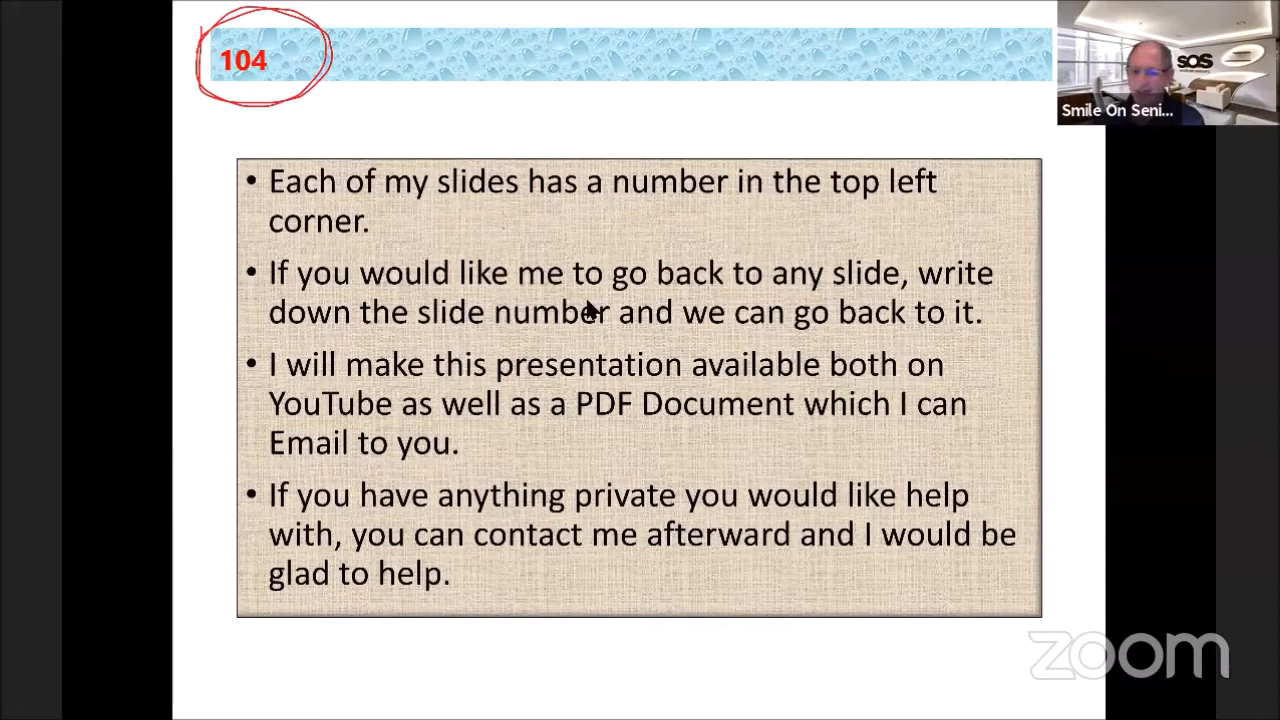 104
SOS
Smile On Seni...
• Each of my slides has a number in the top left
corner.
• If you would like me to go back to any slide, write
down the slide number and we can go back to it.
• I will make this presentation available both on
YouTube as well as a PDF Document which I can
Email to you.
• If you have anything private you would like help
with, you can contact me afterward and I would be
glad to help.
zoom